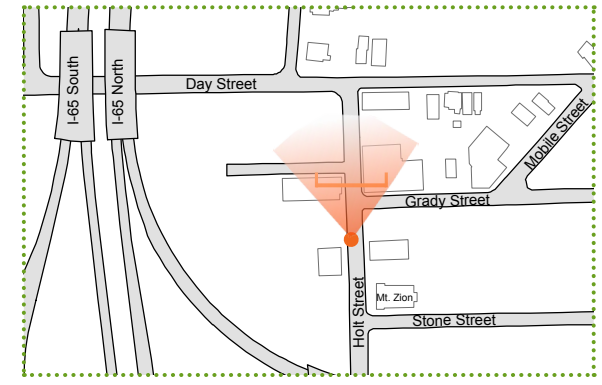 I-65 South
I-65 North
Day Street
Mobile Street
Grady Street
Holt Street
Mt. Zion
Stone Street